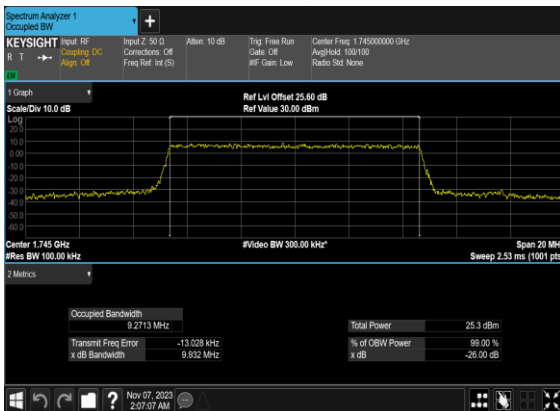 Spectrum Analyzer 1
Occupied BW
+
KEYSIGHT Input: RF Input Z: 50 Ω Atten: 10 dB Trig: Free Run Center Freq: 1.745000000 GHz
R T Coupling: DC Corrections: Off Gate: Off Avg|Hold: 100/100
Align: Off Freq Ref: Int (S) #IF Gain: Low Radio Std: None
LV
1 Graph
Ref Lvl Offset 25.60 dB
Scale/Div 10.0 dB Ref Value 30.00 dBm
Log
20.0
10.0
0.00
-10.0
-20.0
-30.0
-40.0
-50.0
-60.0
Center 1.745 GHz #Video BW 300.00 kHz* Span 20 MH
#Res BW 100.00 kHz Sweep 2.53 ms (1001 pts
2 Metrics
Occupied Bandwidth
9.2713 MHz Total Power 25.3 dBm
Transmit Freq Error -13.028 kHz % of OBW Power 99.00 %
x dB Bandwidth 9.932 MHz x dB -26.00 dB
?
Nov 07, 2023
2:07:07 AM